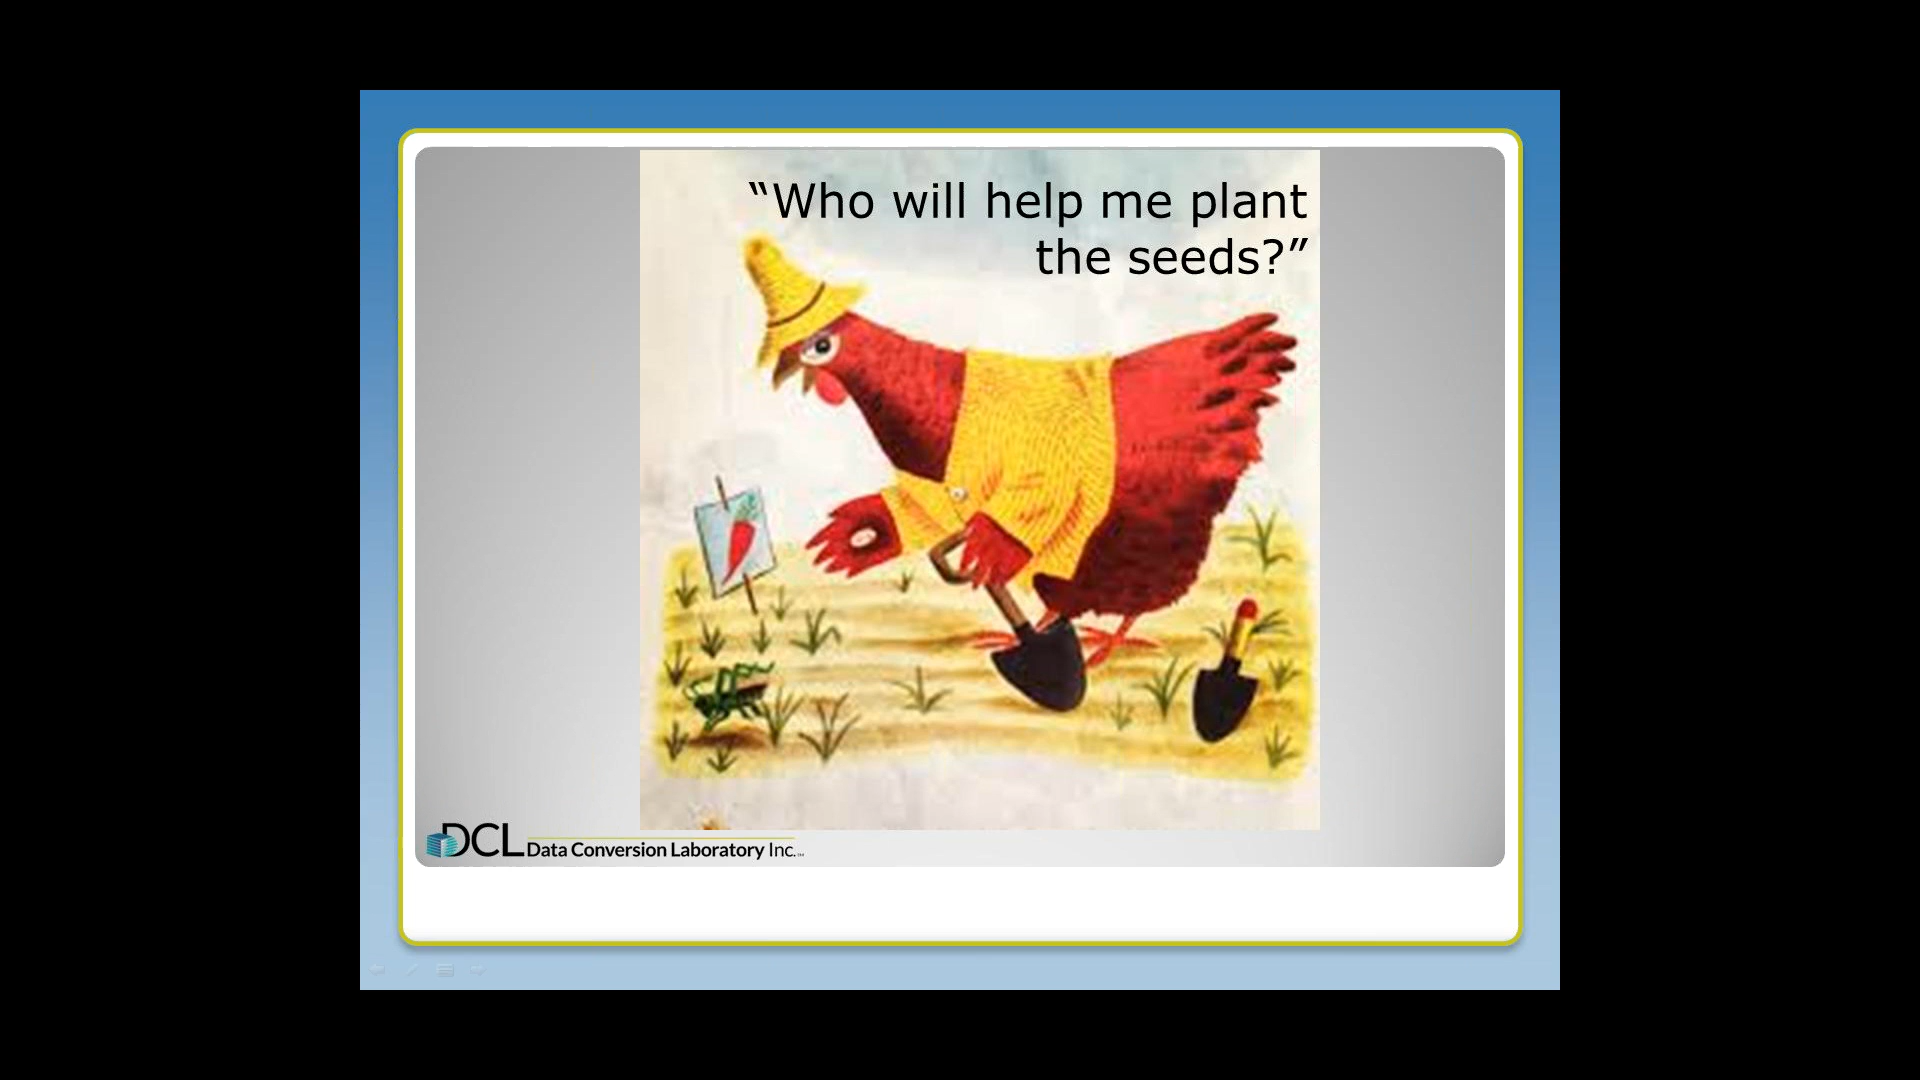 “Who will help me plant
the seeds?”
DCL Data Conversion Laboratory Inc.